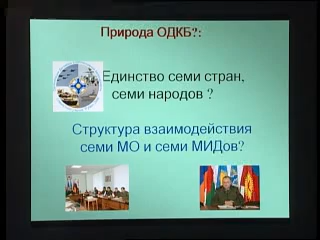 Природа ОДКБ?:
Единство семи стран,
семи народов ?
Структура взаимодействия
семи МО и семи МИДов?